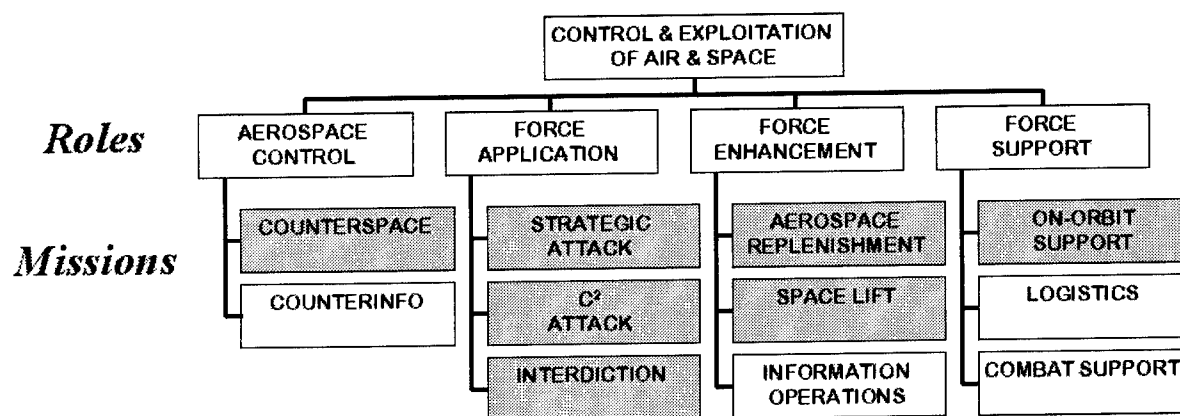 CONTROL & EXPLOITATION
OF AIR & SPACE
Roles
AEROSPACE
CONTROL
FORCE
APPLICATION
FORCE
ENHANCEMENT
FORCE
SUPPORT
Missions
COUNTERSPACE
COUNTERINFO
STRATEGIC
ATTACK
C²
ATTACK
INTERDICTION
AEROSPACE
REPLENISHMENT
SPACE LIFT
INFORMATION
OPERATIONS
ON-ORBIT
SUPPORT
LOGISTICS
COMBAT SUPPORT